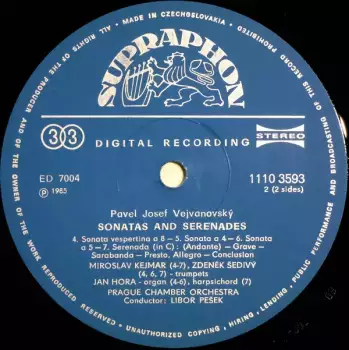 MADE IN CZECHOSLOVAKIA
ALL RIGHTS OF THE PRODUCER AND OF THE OWNER OF THE WORK REPRODUCED RESERVED
UNAUTHORIZED COPYING, HIRING, LENDING, PUBLIC PERFORMANCE AND BROADCASTING OF THIS RECORD PROHIBITED
SUPRAPHON
33
DIGITAL RECORDING
STEREO
ED 7004
1110 3593
℗ 1985
2 (2 sides)
Pavel Josef Vejvanovský
SONATAS AND SERENADES
4. Sonata vespertina a 8 – 5. Sonata a 4 – 6. Sonata
a 5 – 7. Serenada (in C): (Andante) – Grave –
Sarabanda – Presto. Allegro – Conclusion
MIROSLAV KEJMAR (4-7), ZDENĚK ŠEDIVÝ
(4, 6, 7) - trumpets
JAN HORA - organ (4-6), harpsichord (7)
PRAGUE CHAMBER ORCHESTRA
Conductor: LIBOR PEŠEK